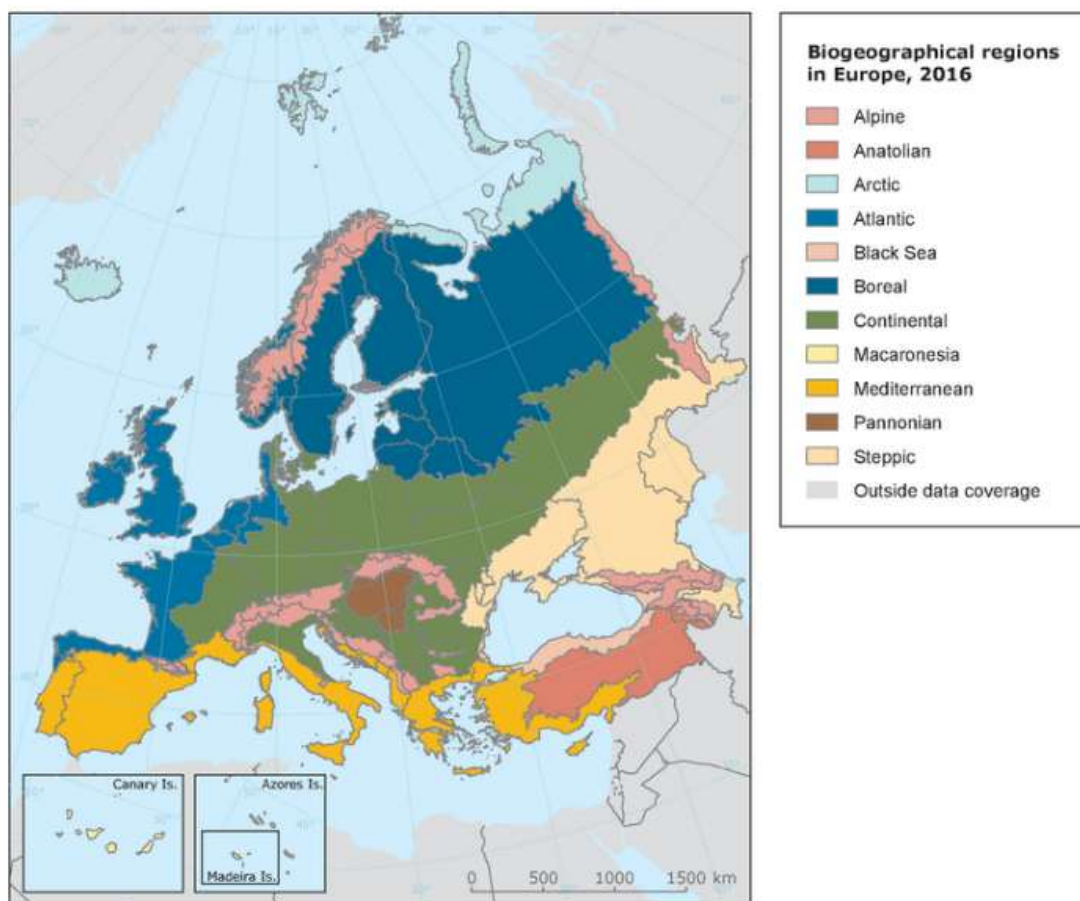 Biogeographical regions
in Europe, 2016
Alpine
Anatolian
Arctic
Atlantic
Black Sea
Boreal
Continental
Macaronesia
Mediterranean
Pannonian
Steppic
Outside data coverage
Canary Is.
Azores Is.
Madeira Is.
0 500 1000 1500 km